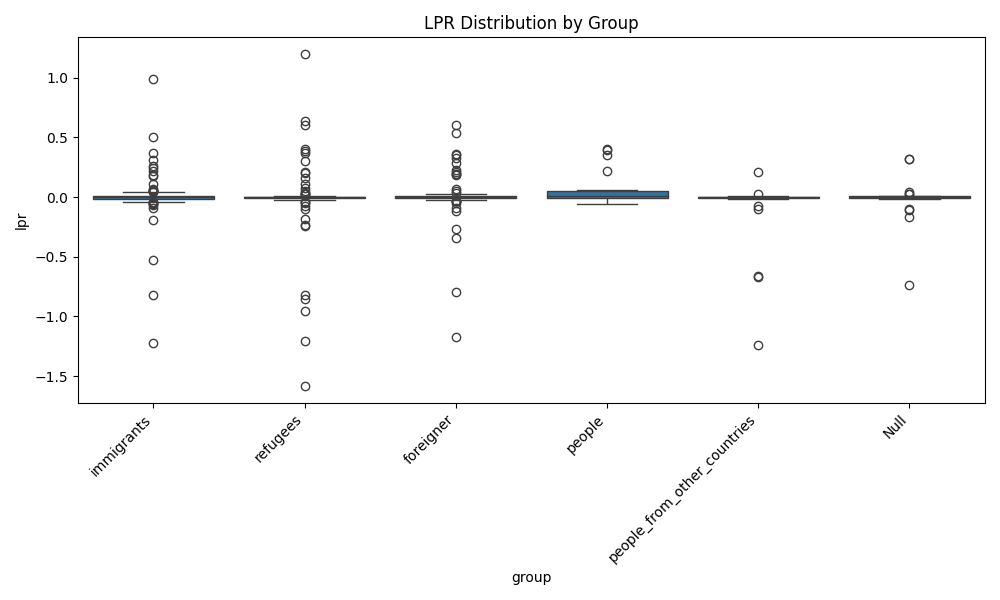 LPR Distribution by Group
lpr
1.0
0.5
0.0
−0.5
−1.0
−1.5
immigrants
refugees
foreigner
people
people_from_other_countries
Null
group